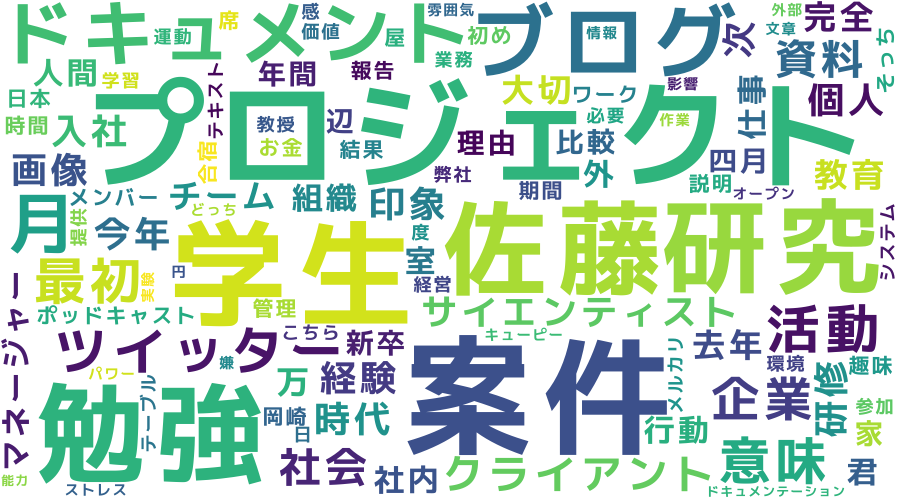 ドキュメント
ブログ
プロジェクト
学生
佐藤
研究
案件
勉強
ツイッター
活動
企業
意味
月
最初
クライアント
サイエンティスト
チーム
印象
組織
社会
経験
時代
万
室
資料
個人
完全
次
仕事
教育
四月
外
比較
理由
大切
ワーク
必要
作業
影響
情報
外部
文章
そっち
雰囲気
初め
業務
感
価値
屋
席
運動
人間
学習
年間
報告
日本
時間
入社
テキスト
教授
お金
合宿
辺
結果
弊社
期間
説明
オープン
システム
画像
メンバー
提供
今年
どっち
度
円
実験
経営
管理
ポッドキャスト
こちら
新卒
キューピー
去年
環境
趣味
研修
参加
家
君
メルカリ
行動
ドキュメンテーション
社内
岡崎
日
嫌
パワー
テーブル
マネージャー
能力
ストレス